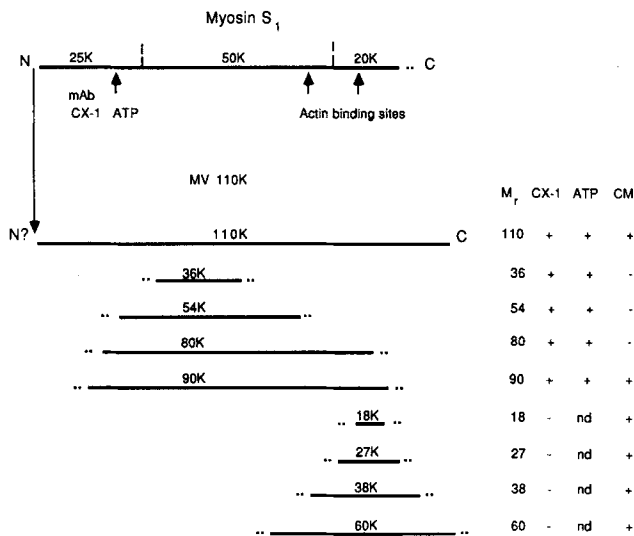 Myosin S1
N 25K 50K 20K .. C
mAb
CX-1 ATP Actin binding sites
MV 110K
Mr CX-1 ATP CM
N? 110K C 110 + + +
.. 36K .. 36 + + -
.. 54K .. 54 + + -
.. 80K .. 80 + + -
.. 90K .. 90 + + +
.. 18K .. 18 - nd +
.. 27K .. 27 - nd +
.. 38K .. 38 - nd +
.. 60K .. 60 - nd +